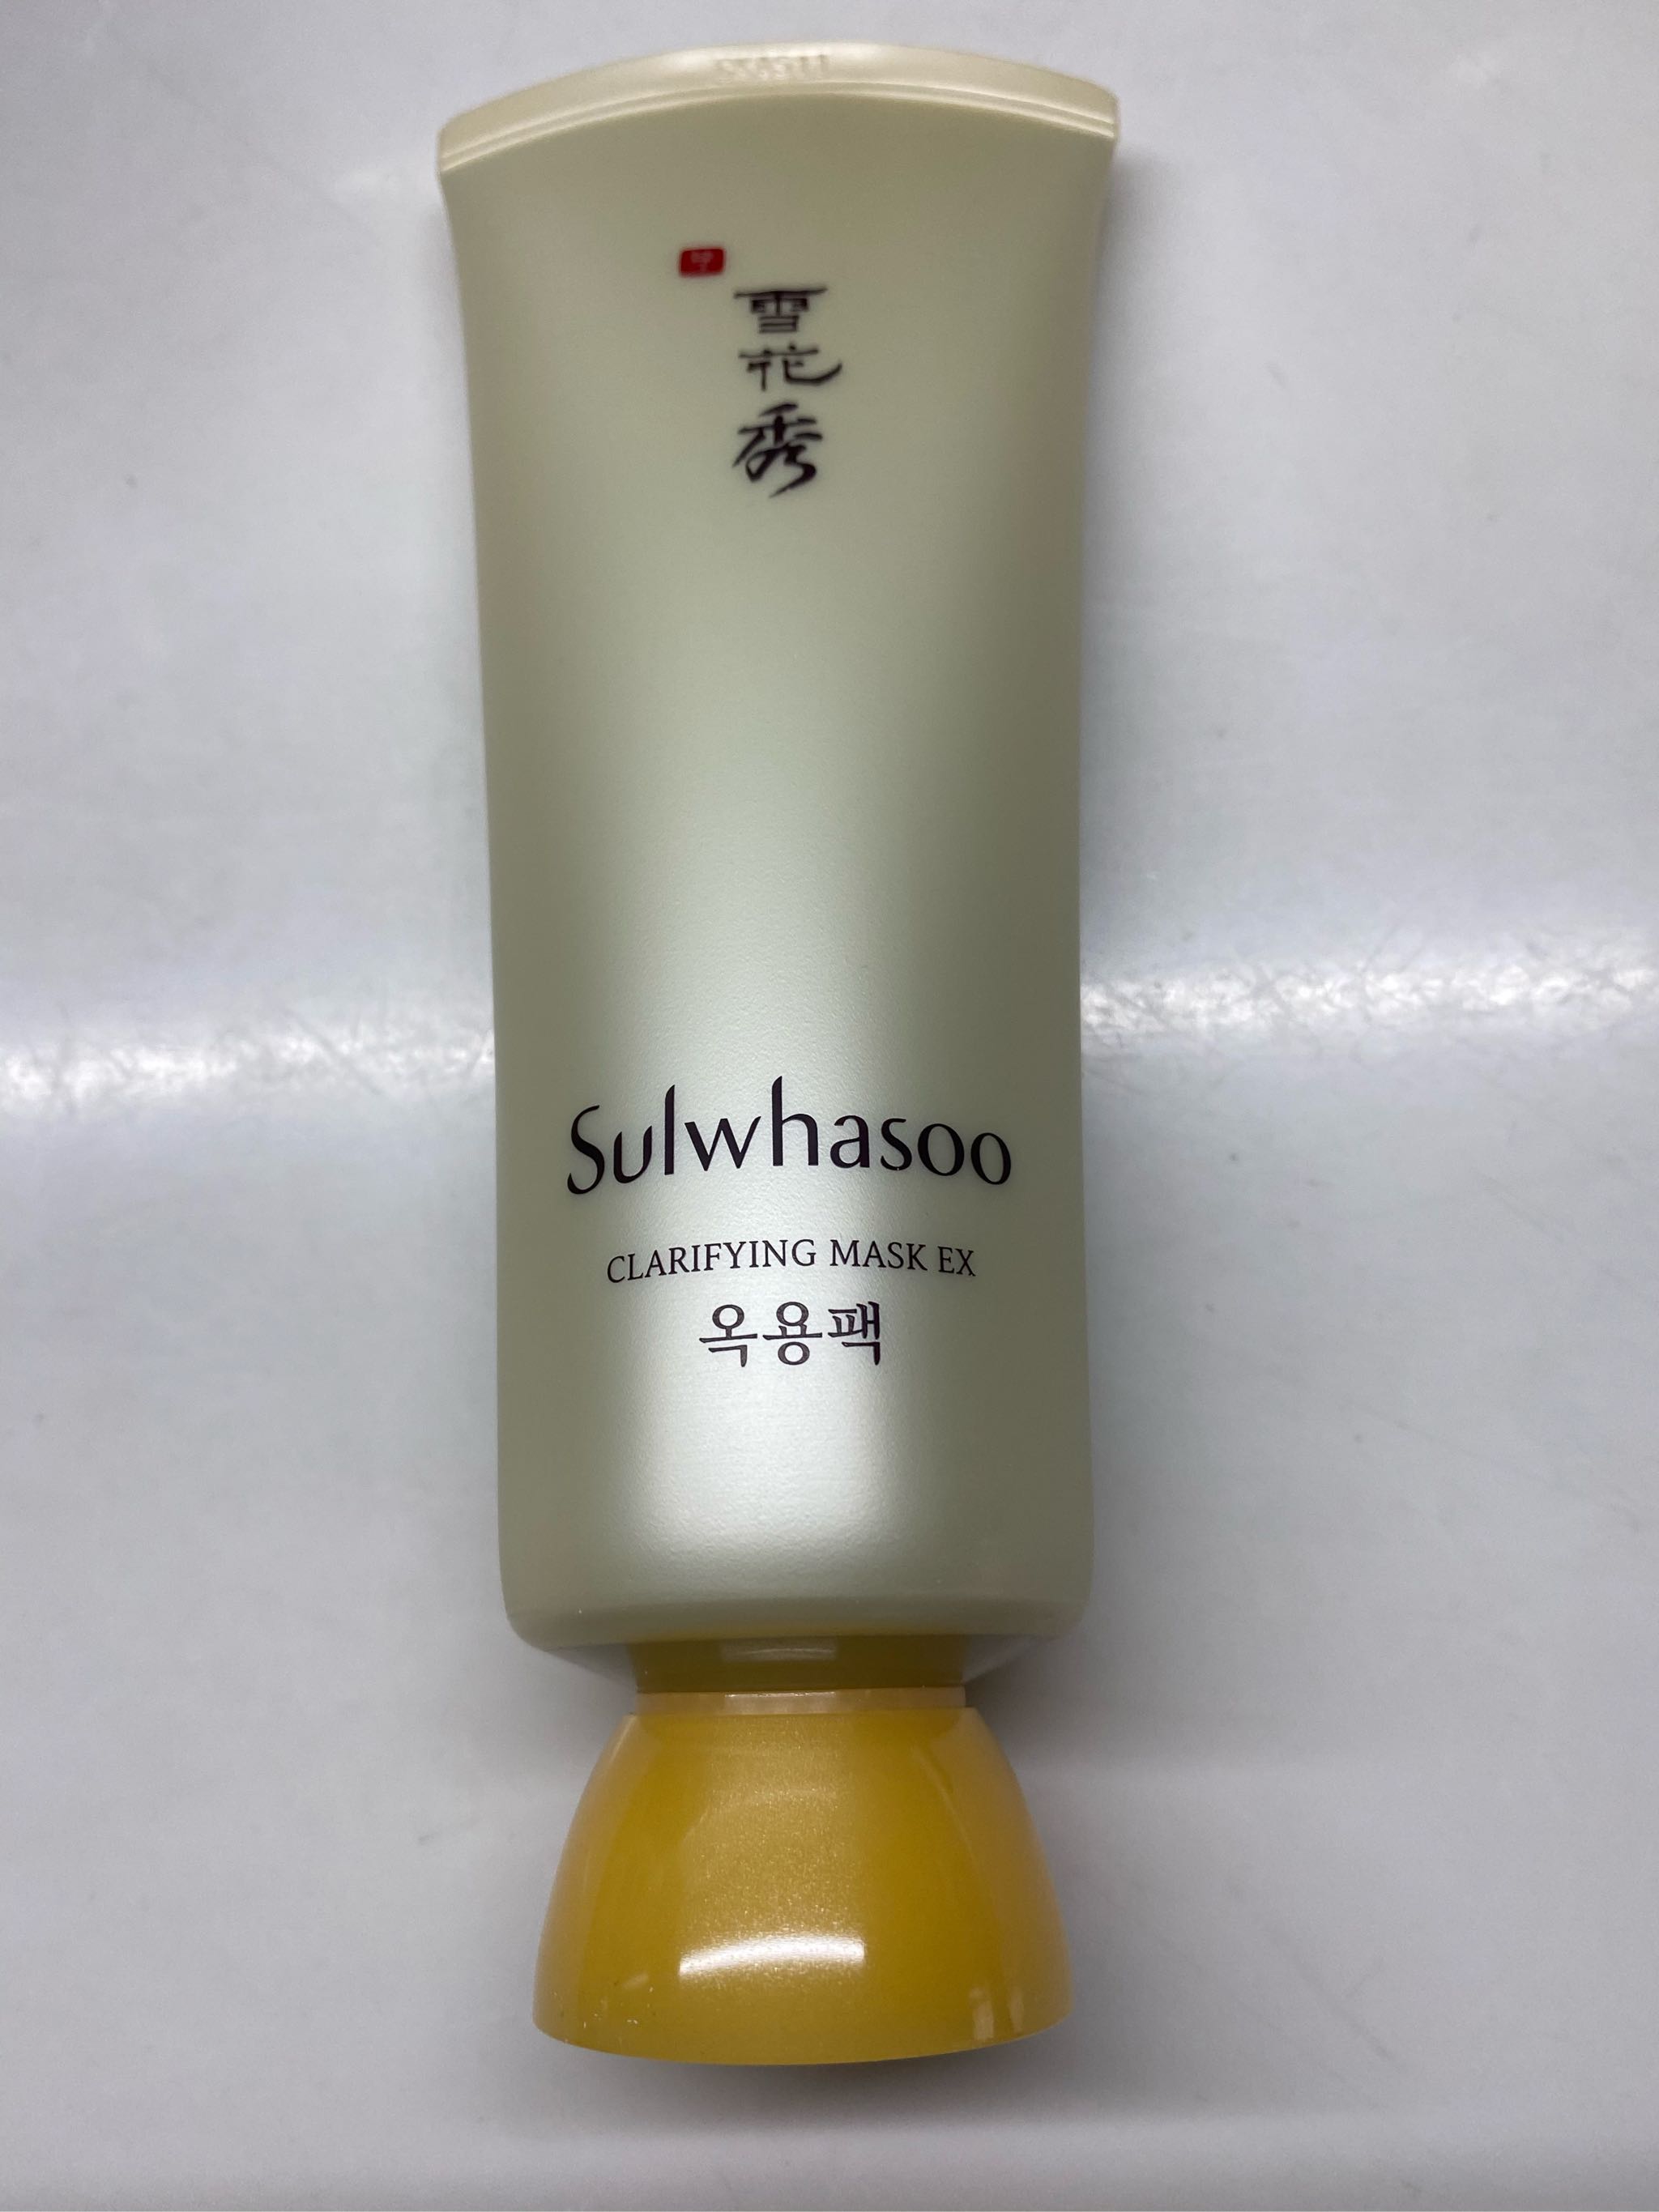 雪
花
秀
Sulwhasoo
CLARIFYING MASK EX
옥용팩